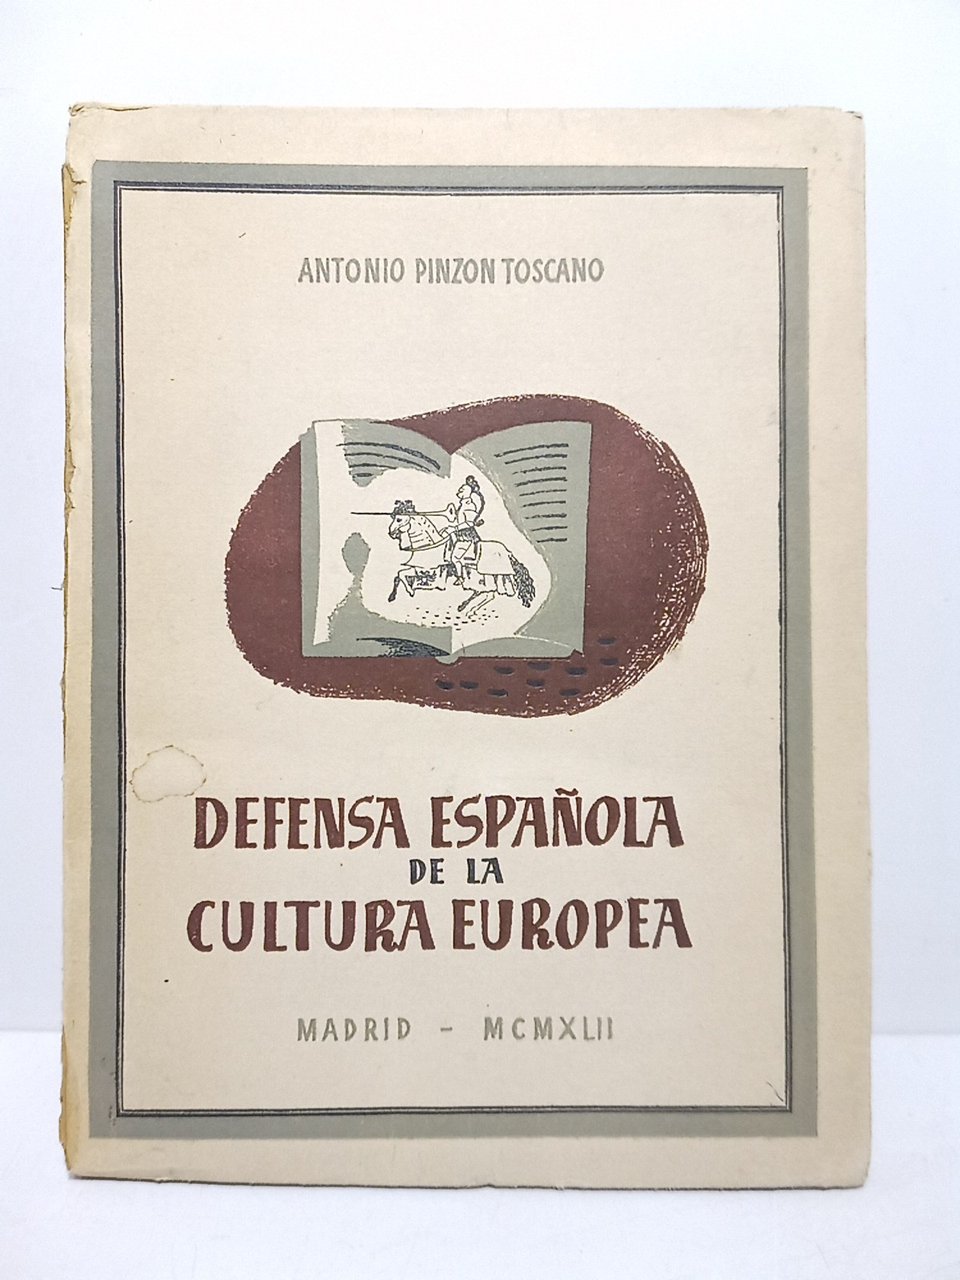 ANTONIO PINZON TOSCANO
DEFENSA ESPAÑOLA
DE LA
CULTURA EUROPEA
MADRID - MCMXLII